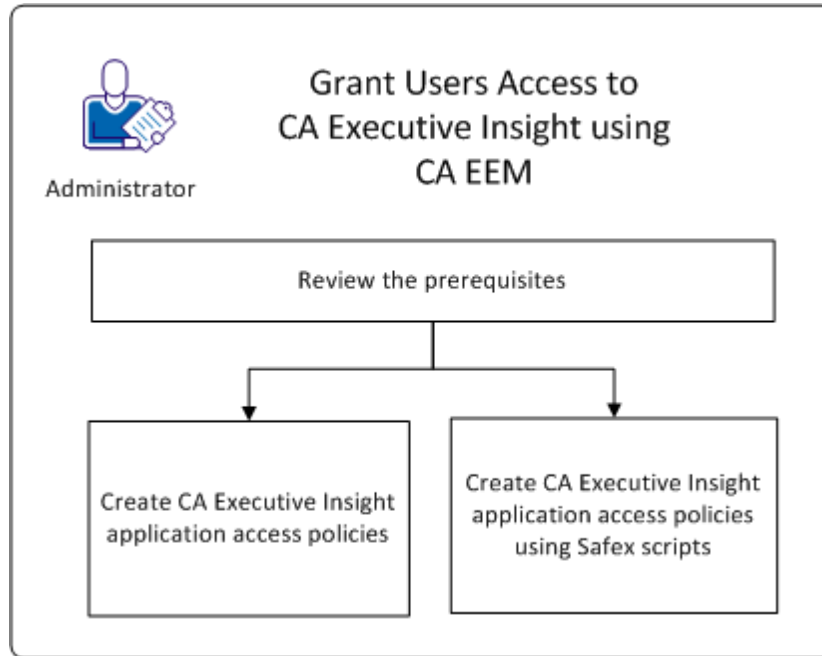 Grant Users Access to
CA Executive Insight using
CA EEM
Administrator
Review the prerequisites
Create CA Executive Insight
application access policies
Create CA Executive Insight
application access policies
using Safex scripts